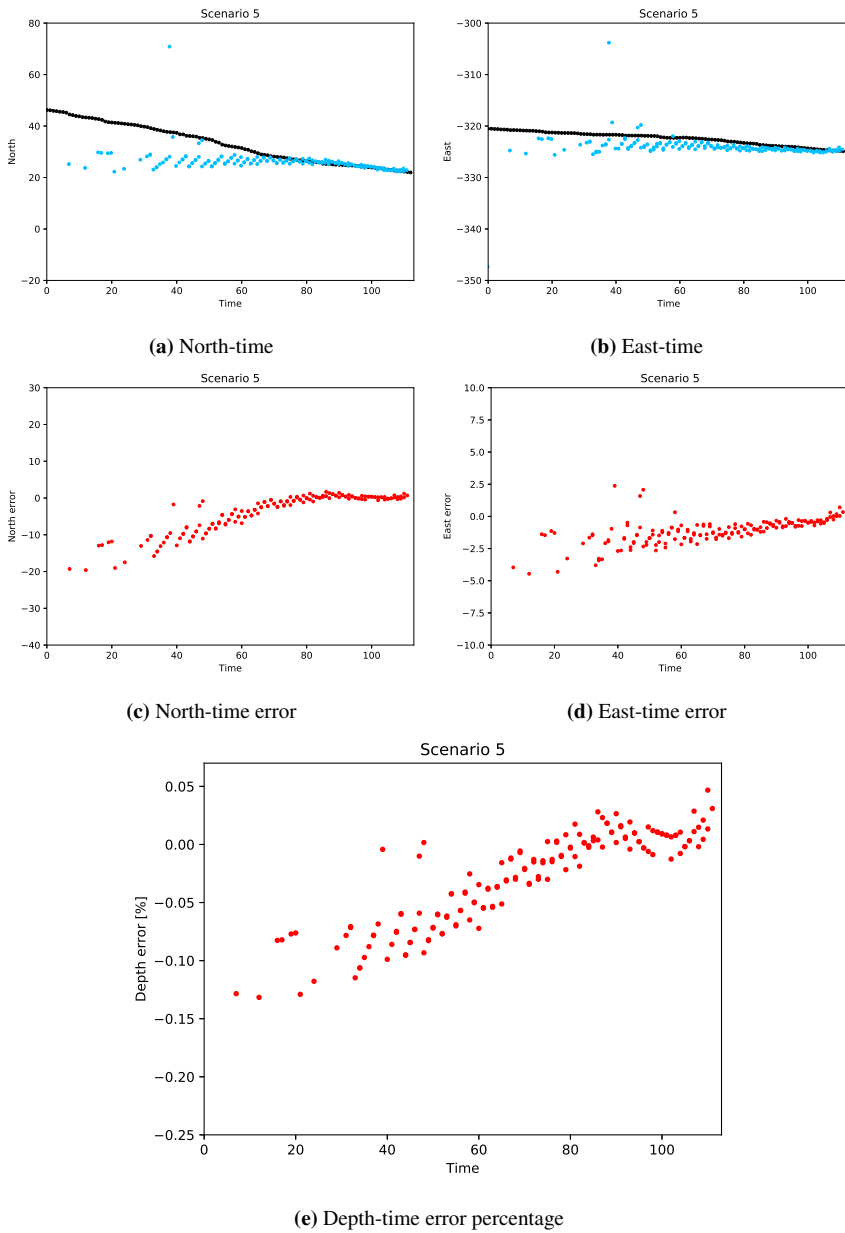 Scenario 5
80
60
40
20
0
−20
North
0 20 40 60 80 100
Time
(a) North-time
Scenario 5
−300
−310
−320
−330
−340
−350
East
0 20 40 60 80 100
Time
(b) East-time
Scenario 5
30
20
10
0
−10
−20
−30
−40
North error
0 20 40 60 80 100
Time
(c) North-time error
Scenario 5
10.0
7.5
5.0
2.5
0.0
−2.5
−5.0
−7.5
−10.0
East error
0 20 40 60 80 100
Time
(d) East-time error
Scenario 5
0.05
0.00
−0.05
−0.10
−0.15
−0.20
−0.25
Depth error [%]
0 20 40 60 80 100
Time
(e) Depth-time error percentage